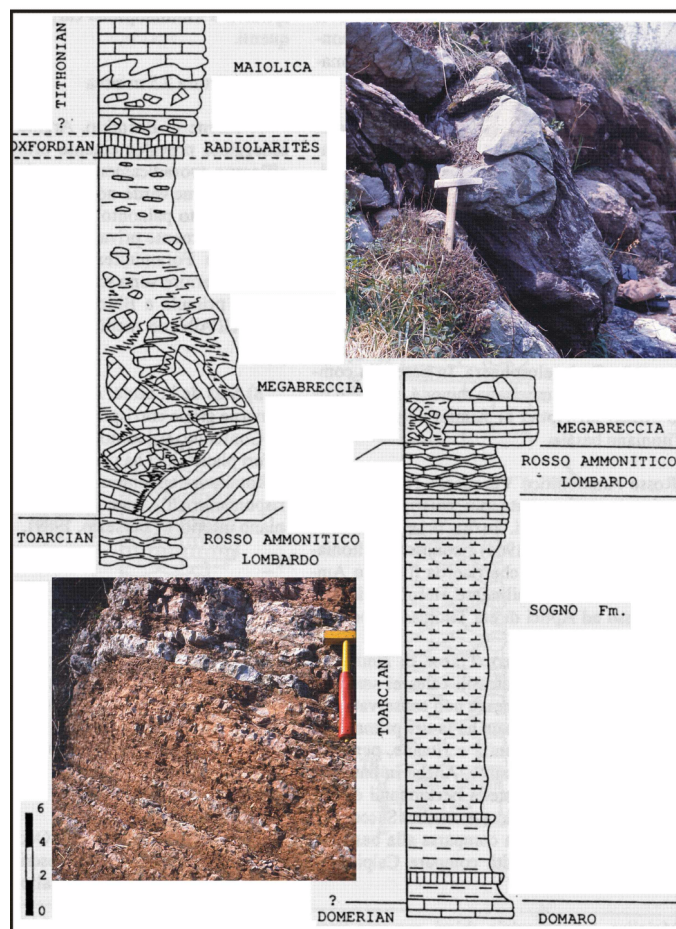 TITHONIAN
MAIOLICA
?
OXFORDIAN
RADIOLARITÉS
MEGABRECCIA
TOARCIAN
ROSSO AMMONITICO
LOMBARDO
MEGABRECCIA
ROSSO AMMONITICO
LOMBARDO
SOGNO Fm.
TOARCIAN
6
4
2
0
?
DOMERIAN
DOMARO